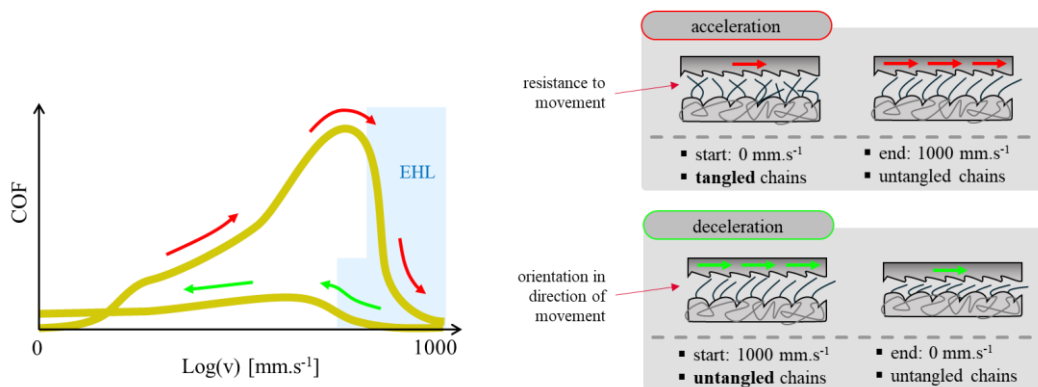 COF
EHL
0
1000
Log(v) [mm.s⁻¹]
acceleration
resistance to
movement
▪ start: 0 mm.s⁻¹
▪ tangled chains
▪ end: 1000 mm.s⁻¹
▪ untangled chains
deceleration
orientation in
direction of
movement
▪ start: 1000 mm.s⁻¹
▪ untangled chains
▪ end: 0 mm.s⁻¹
▪ untangled chains